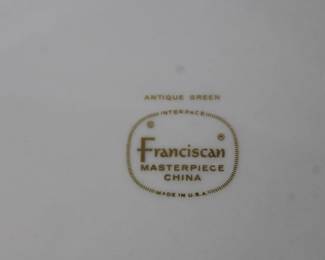 ANTIQUE GREEN
INTERPACE
© ®
Franciscan
MASTERPIECE
CHINA
MADE IN U.S.A.